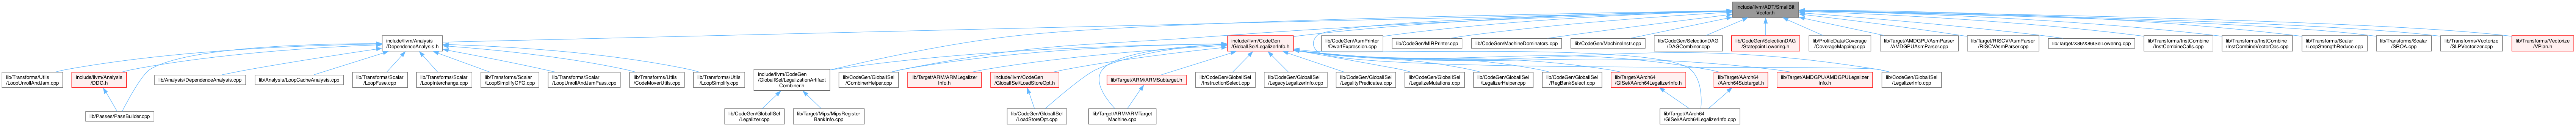 include/llvm/ADT/SmallBit
Vector.h
include/llvm/Analysis
/DependenceAnalysis.h
include/llvm/CodeGen
/GlobalISel/LegalizerInfo.h
lib/CodeGen/AsmPrinter
/DwarfExpression.cpp
lib/CodeGen/MIRPrinter.cpp
lib/CodeGen/MachineDominators.cpp
lib/CodeGen/MachineInstr.cpp
lib/CodeGen/SelectionDAG
/DAGCombiner.cpp
lib/CodeGen/SelectionDAG
/StatepointLowering.h
lib/ProfileData/Coverage
/CoverageMapping.cpp
lib/Target/AMDGPU/AsmParser
/AMDGPUAsmParser.cpp
lib/Target/RISCV/AsmParser
/RISCVAsmParser.cpp
lib/Target/X86/X86ISelLowering.cpp
lib/Transforms/InstCombine
/InstCombineCalls.cpp
lib/Transforms/InstCombine
/InstCombineVectorOps.cpp
lib/Transforms/Scalar
/LoopStrengthReduce.cpp
lib/Transforms/Scalar
/SROA.cpp
lib/Transforms/Vectorize
/SLPVectorizer.cpp
lib/Transforms/Vectorize
/VPlan.h
lib/Transforms/Utils
/LoopUnrollAndJam.cpp
include/llvm/Analysis
/DDG.h
lib/Analysis/DependenceAnalysis.cpp
lib/Analysis/LoopCacheAnalysis.cpp
lib/Transforms/Scalar
/LoopFuse.cpp
lib/Transforms/Scalar
/LoopInterchange.cpp
lib/Transforms/Scalar
/LoopSimplifyCFG.cpp
lib/Transforms/Scalar
/LoopUnrollAndJamPass.cpp
lib/Transforms/Utils
/CodeMoverUtils.cpp
lib/Transforms/Utils
/LoopSimplify.cpp
include/llvm/CodeGen
/GlobalISel/LegalizationArtifact
Combiner.h
lib/CodeGen/GlobalISel
/CombinerHelper.cpp
lib/Target/ARM/ARMLegalizer
Info.h
include/llvm/CodeGen
/GlobalISel/LoadStoreOpt.h
lib/Target/ARM/ARMSubtarget.h
lib/CodeGen/GlobalISel
/InstructionSelect.cpp
lib/CodeGen/GlobalISel
/LegacyLegalizerInfo.cpp
lib/CodeGen/GlobalISel
/LegalityPredicates.cpp
lib/CodeGen/GlobalISel
/LegalizeMutations.cpp
lib/CodeGen/GlobalISel
/LegalizerHelper.cpp
lib/CodeGen/GlobalISel
/RegBankSelect.cpp
lib/Target/AArch64
/GISel/AArch64LegalizerInfo.h
lib/Target/AArch64
/AArch64Subtarget.h
lib/Target/AMDGPU/AMDGPULegalizer
Info.h
lib/CodeGen/GlobalISel
/LegalizerInfo.cpp
lib/Passes/PassBuilder.cpp
lib/CodeGen/GlobalISel
/Legalizer.cpp
lib/Target/Mips/MipsRegister
BankInfo.cpp
lib/CodeGen/GlobalISel
/LoadStoreOpt.cpp
lib/Target/ARM/ARMTarget
Machine.cpp
lib/Target/AArch64
/GISel/AArch64LegalizerInfo.cpp